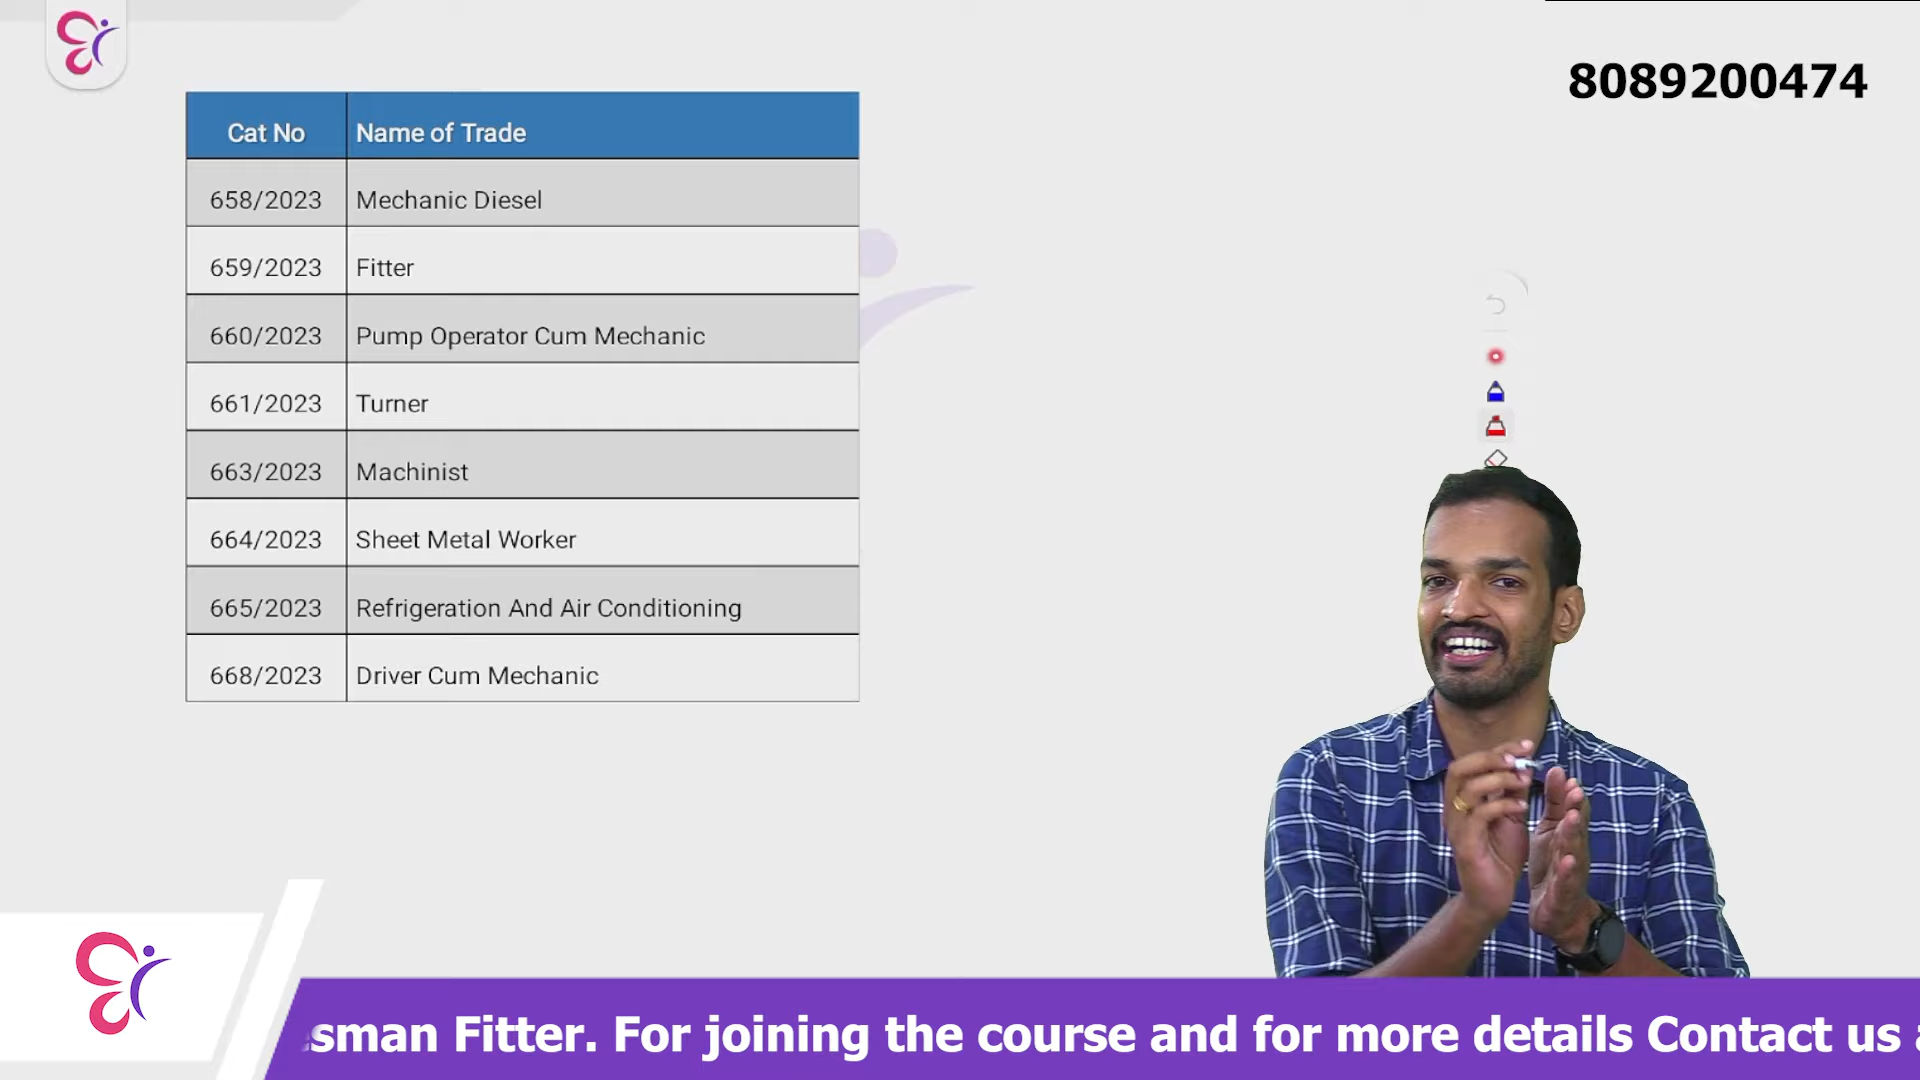 8089200474
Cat No Name of Trade
658/2023 Mechanic Diesel
659/2023 Fitter
660/2023 Pump Operator Cum Mechanic
661/2023 Turner
663/2023 Machinist
664/2023 Sheet Metal Worker
665/2023 Refrigeration And Air Conditioning
668/2023 Driver Cum Mechanic
sman Fitter. For joining the course and for more details Contact us a